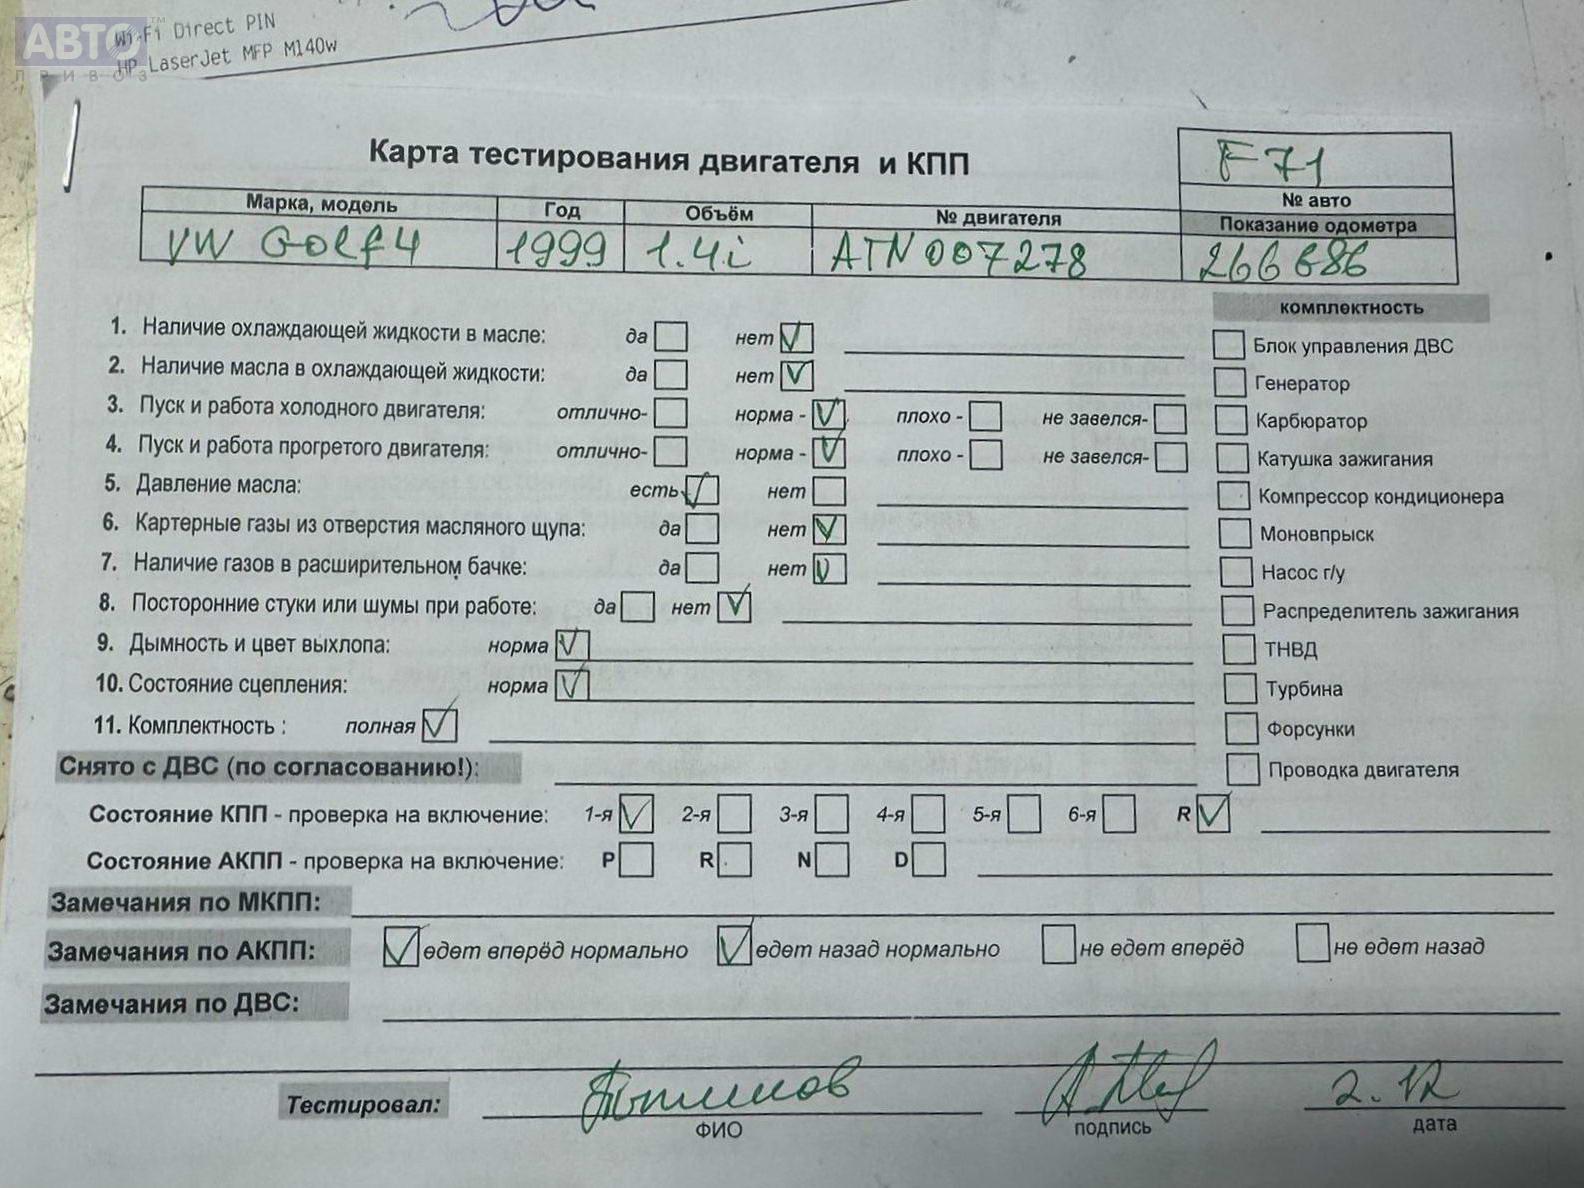 АВТО™
ПРИВОЗ
Wi-Fi Direct PIN
HP LaserJet MFP M140w
Карта тестирования двигателя и КПП
F71
№ авто
Марка, модель Год Объём № двигателя Показание одометра
VW Golf 4 1999 1.4i ATN007278 266686
1. Наличие охлаждающей жидкости в масле: да нет
2. Наличие масла в охлаждающей жидкости: да нет
3. Пуск и работа холодного двигателя: отлично- норма - плохо - не завелся-
4. Пуск и работа прогретого двигателя: отлично- норма - плохо - не завелся-
5. Давление масла: есть нет
6. Картерные газы из отверстия масляного щупа: да нет
7. Наличие газов в расширительном бачке: да нет
8. Посторонние стуки или шумы при работе: да нет
9. Дымность и цвет выхлопа: норма
10. Состояние сцепления: норма
11. Комплектность : полная
комплектность
Блок управления ДВС
Генератор
Карбюратор
Катушка зажигания
Компрессор кондиционера
Моновпрыск
Насос г/у
Распределитель зажигания
ТНВД
Турбина
Форсунки
Проводка двигателя
Снято с ДВС (по согласованию!):
Состояние КПП - проверка на включение: 1-я 2-я 3-я 4-я 5-я 6-я R
Состояние АКПП - проверка на включение: P R N D
Замечания по МКПП:
Замечания по АКПП: едет вперёд нормально едет назад нормально не едет вперёд не едет назад
Замечания по ДВС:
Тестировал: 2.12
ФИО подпись дата